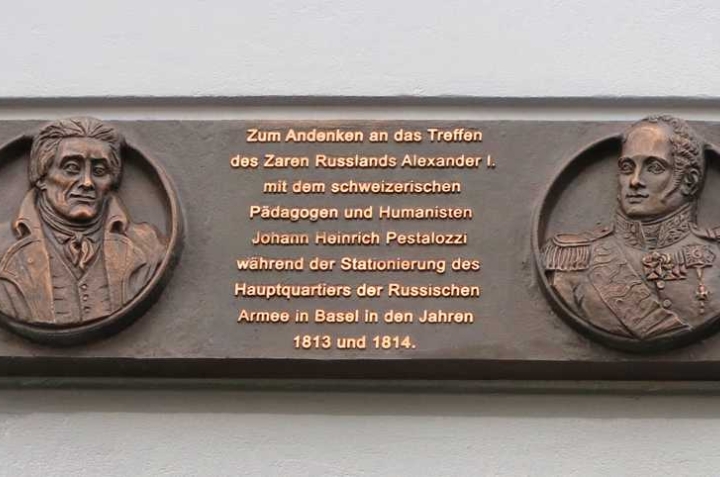 Zum Andenken an das Treffen
des Zaren Russlands Alexander I.
mit dem schweizerischen
Pädagogen und Humanisten
Johann Heinrich Pestalozzi
während der Stationierung des
Hauptquartiers der Russischen
Armee in Basel in den Jahren
1813 und 1814.